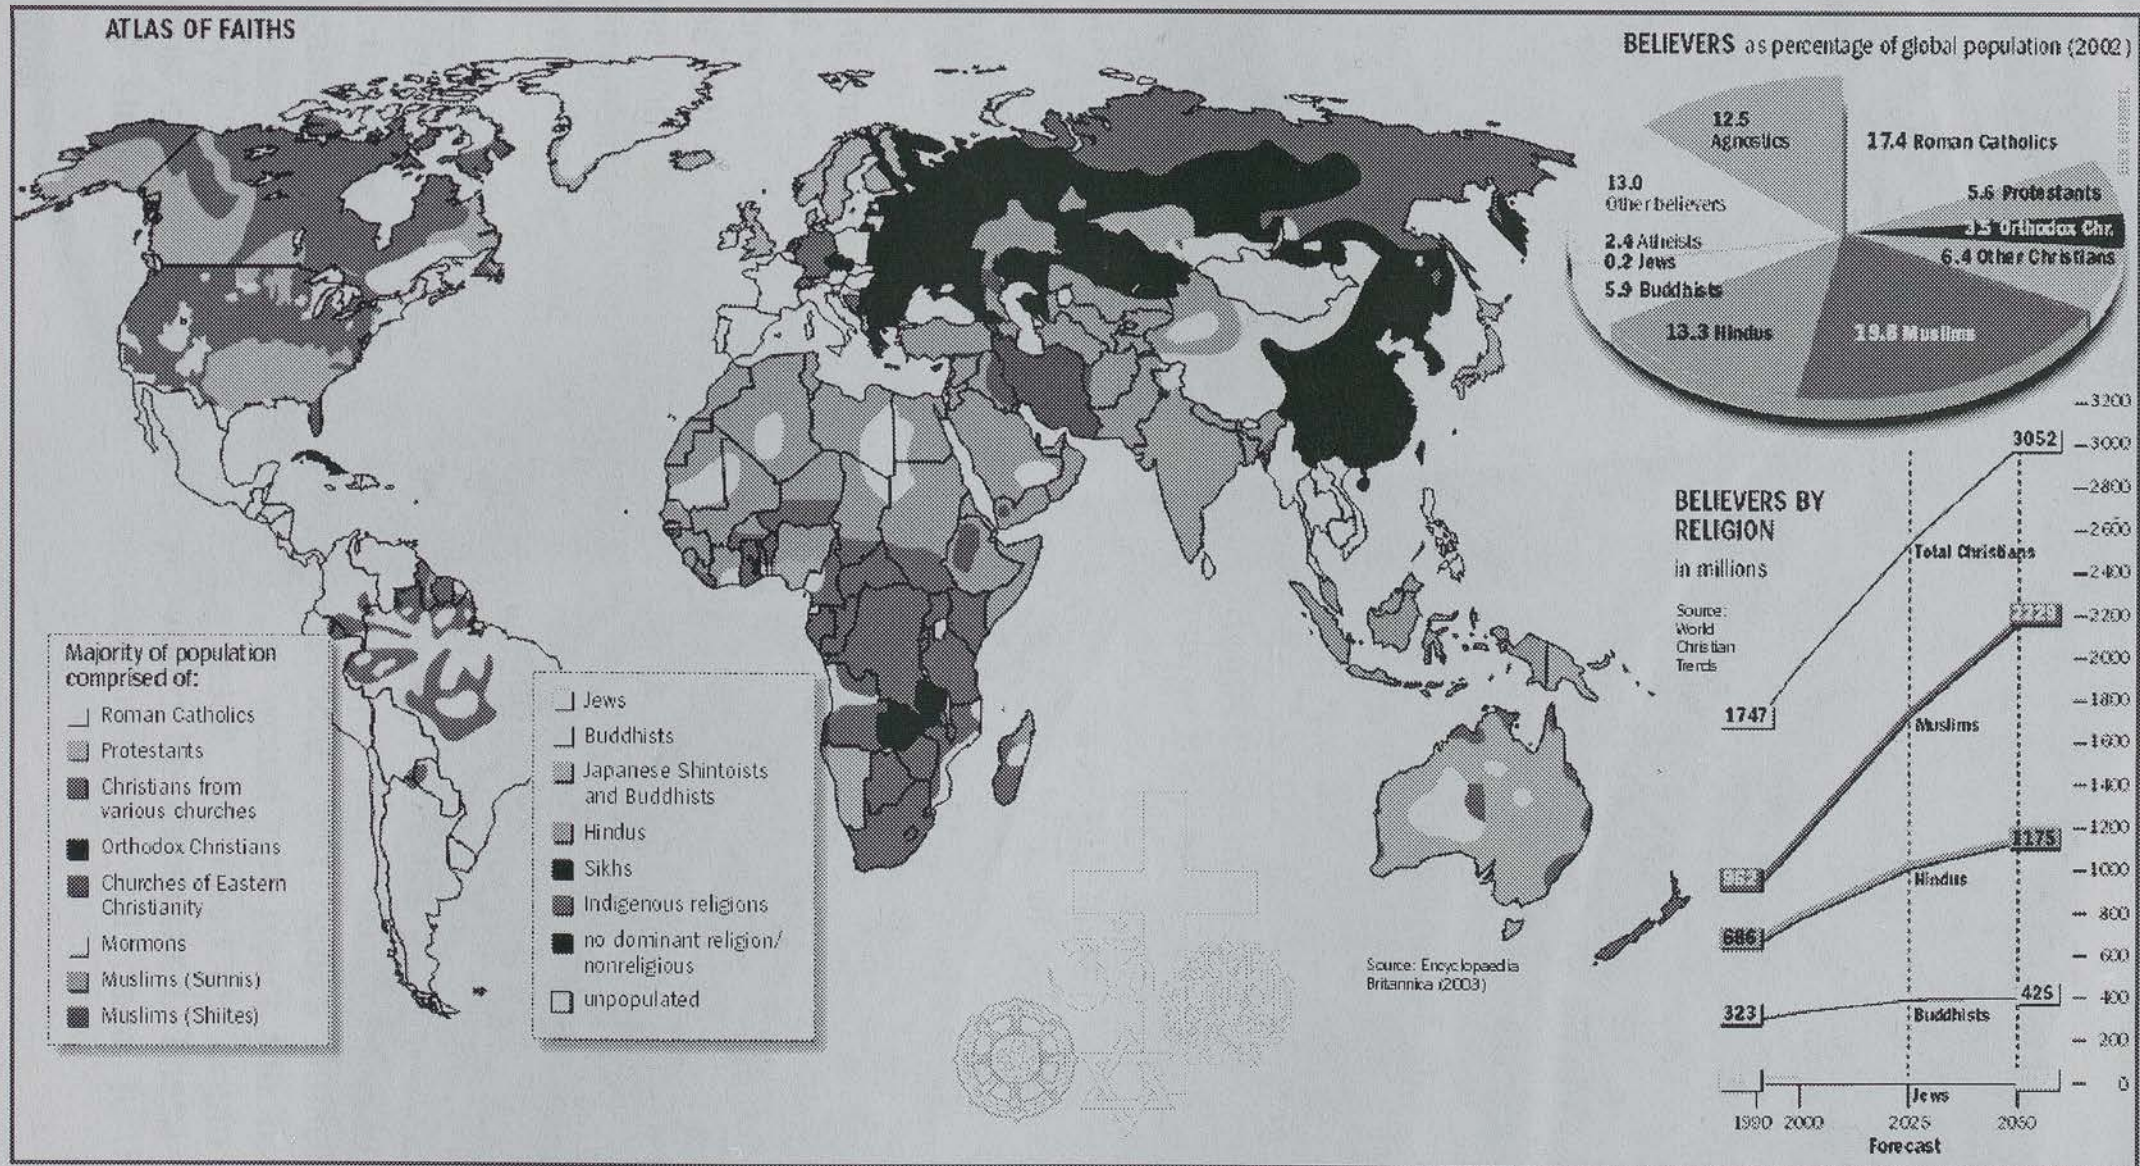 ATLAS OF FAITHS
BELIEVERS as percentage of global population (2002)
12.5
Agnostics
17.4 Roman Catholics
5.6 Protestants
3.5 Orthodox Chr.
6.4 Other Christians
19.8 Muslims
13.3 Hindus
5.9 Buddhists
0.2 Jews
2.4 Atheists
13.0
Other believers
Majority of population
comprised of:
Roman Catholics
Protestants
Christians from
various churches
Orthodox Christians
Churches of Eastern
Christianity
Mormons
Muslims (Sunnis)
Muslims (Shiites)
Jews
Buddhists
Japanese Shintoists
and Buddhists
Hindus
Sikhs
Indigenous religions
no dominant religion/
nonreligious
unpopulated
Source: Encyclopaedia
Britannica (2003)
BELIEVERS BY
RELIGION
in millions
Source:
World
Christian
Trends
3200
3000
2800
2600
2400
2200
2000
1800
1600
1400
1200
1000
800
600
400
200
0
1747
3052
Total Christians
962
2229
Muslims
686
1175
Hindus
323
425
Buddhists
Jews
1990 2000 2025 2050
Forecast